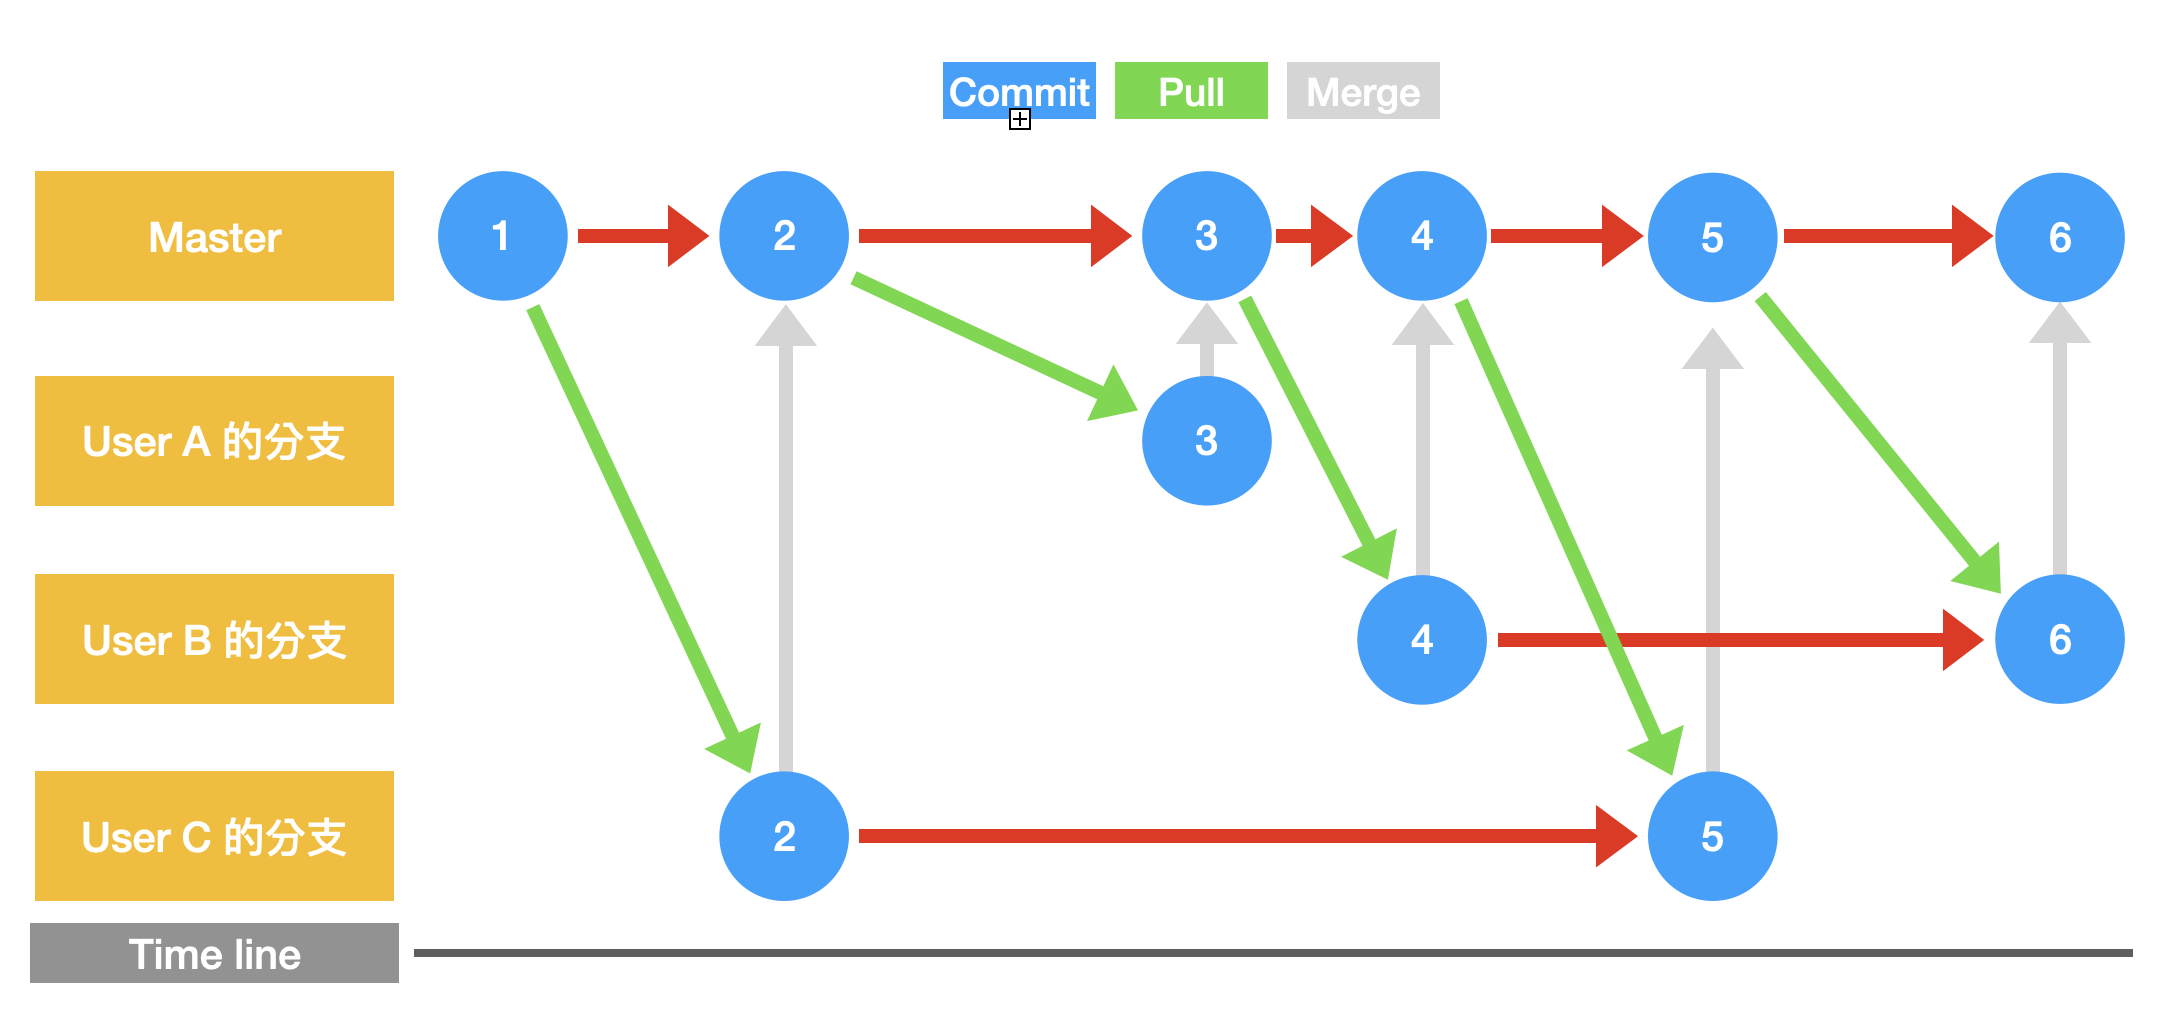 Commit Pull Merge
Master 1 2 3 4 5 6
User A 的分支 3
User B 的分支 4 6
User C 的分支 2 5
Time line